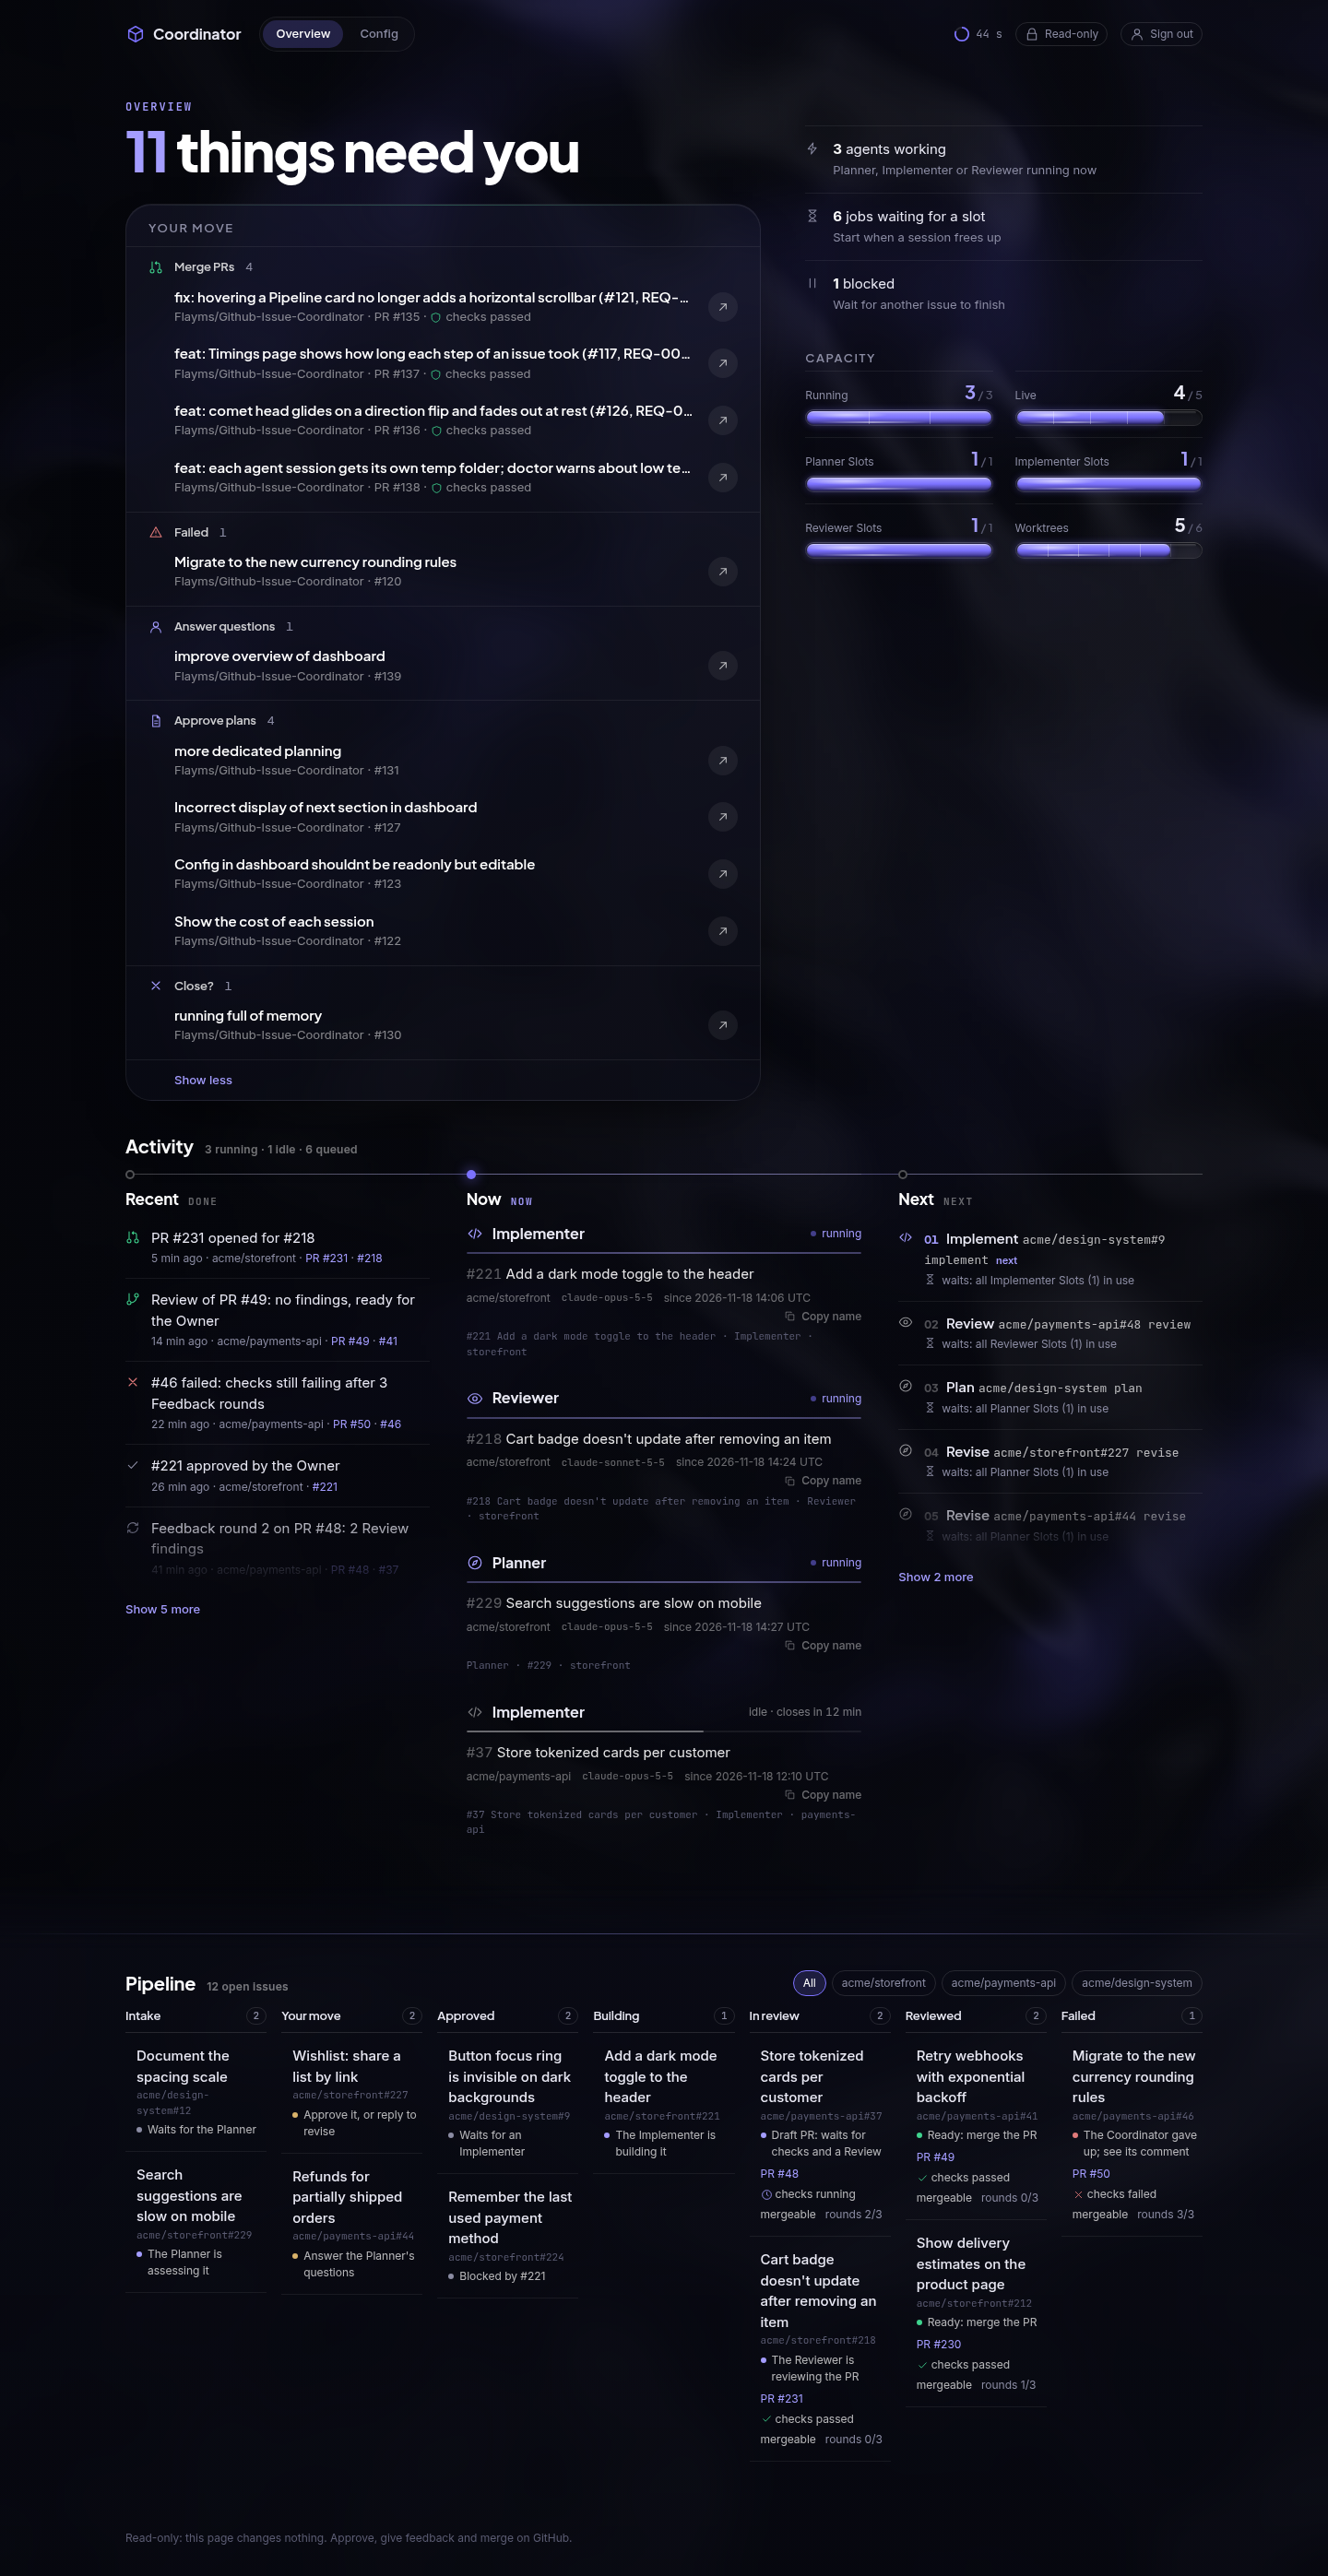 Coordinator
Overview
Config
44 s
Read-only
Sign out
OVERVIEW
11 things need you
YOUR MOVE
Merge PRs 4
fix: hovering a Pipeline card no longer adds a horizontal scrollbar (#121, REQ-...
Flayms/Github-Issue-Coordinator · PR #135 · checks passed
feat: Timings page shows how long each step of an issue took (#117, REQ-00...
Flayms/Github-Issue-Coordinator · PR #137 · checks passed
feat: comet head glides on a direction flip and fades out at rest (#126, REQ-0...
Flayms/Github-Issue-Coordinator · PR #136 · checks passed
feat: each agent session gets its own temp folder; doctor warns about low te...
Flayms/Github-Issue-Coordinator · PR #138 · checks passed
Failed 1
Migrate to the new currency rounding rules
Flayms/Github-Issue-Coordinator · #120
Answer questions 1
improve overview of dashboard
Flayms/Github-Issue-Coordinator · #139
Approve plans 4
more dedicated planning
Flayms/Github-Issue-Coordinator · #131
Incorrect display of next section in dashboard
Flayms/Github-Issue-Coordinator · #127
Config in dashboard shouldnt be readonly but editable
Flayms/Github-Issue-Coordinator · #123
Show the cost of each session
Flayms/Github-Issue-Coordinator · #122
Close? 1
running full of memory
Flayms/Github-Issue-Coordinator · #130
Show less
3 agents working
Planner, Implementer or Reviewer running now
6 jobs waiting for a slot
Start when a session frees up
1 blocked
Wait for another issue to finish
CAPACITY
Running 3 / 3
Live 4 / 5
Planner Slots 1 / 1
Implementer Slots 1 / 1
Reviewer Slots 1 / 1
Worktrees 5 / 6
Activity 3 running · 1 idle · 6 queued
Recent DONE
PR #231 opened for #218
5 min ago · acme/storefront · PR #231 · #218
Review of PR #49: no findings, ready for
the Owner
14 min ago · acme/payments-api · PR #49 · #41
#46 failed: checks still failing after 3
Feedback rounds
22 min ago · acme/payments-api · PR #50 · #46
#221 approved by the Owner
26 min ago · acme/storefront · #221
Feedback round 2 on PR #48: 2 Review
findings
41 min ago · acme/payments-api · PR #48 · #37
Show 5 more
Now NOW
Implementer running
#221 Add a dark mode toggle to the header
acme/storefront claude-opus-5-5 since 2026-11-18 14:06 UTC
Copy name
#221 Add a dark mode toggle to the header · Implementer ·
storefront
Reviewer running
#218 Cart badge doesn't update after removing an item
acme/storefront claude-sonnet-5-5 since 2026-11-18 14:24 UTC
Copy name
#218 Cart badge doesn't update after removing an item · Reviewer
· storefront
Planner running
#229 Search suggestions are slow on mobile
acme/storefront claude-opus-5-5 since 2026-11-18 14:27 UTC
Copy name
Planner · #229 · storefront
Implementer idle · closes in 12 min
#37 Store tokenized cards per customer
acme/payments-api claude-opus-5-5 since 2026-11-18 12:10 UTC
Copy name
#37 Store tokenized cards per customer · Implementer · payments-
api
Next NEXT
01 Implement acme/design-system#9
implement next
waits: all Implementer Slots (1) in use
02 Review acme/payments-api#48 review
waits: all Reviewer Slots (1) in use
03 Plan acme/design-system plan
waits: all Planner Slots (1) in use
04 Revise acme/storefront#227 revise
waits: all Planner Slots (1) in use
05 Revise acme/payments-api#44 revise
waits: all Planner Slots (1) in use
Show 2 more
Pipeline 12 open issues
All
acme/storefront
acme/payments-api
acme/design-system
Intake 2
Document the
spacing scale
acme/design-
system#12
Waits for the Planner
Search
suggestions are
slow on mobile
acme/storefront#229
The Planner is
assessing it
Your move 2
Wishlist: share a
list by link
acme/storefront#227
Approve it, or reply to
revise
Refunds for
partially shipped
orders
acme/payments-api#44
Answer the Planner's
questions
Approved 2
Button focus ring
is invisible on dark
backgrounds
acme/design-system#9
Waits for an
Implementer
Remember the last
used payment
method
acme/storefront#224
Blocked by #221
Building 1
Add a dark mode
toggle to the
header
acme/storefront#221
The Implementer is
building it
In review 2
Store tokenized
cards per
customer
acme/payments-api#37
Draft PR: waits for
checks and a Review
PR #48
checks running
mergeable rounds 2/3
Cart badge
doesn't update
after removing an
item
acme/storefront#218
The Reviewer is
reviewing the PR
PR #231
checks passed
mergeable rounds 0/3
Reviewed 2
Retry webhooks
with exponential
backoff
acme/payments-api#41
Ready: merge the PR
PR #49
checks passed
mergeable rounds 0/3
Show delivery
estimates on the
product page
acme/storefront#212
Ready: merge the PR
PR #230
checks passed
mergeable rounds 1/3
Failed 1
Migrate to the new
currency rounding
rules
acme/payments-api#46
The Coordinator gave
up; see its comment
PR #50
checks failed
mergeable rounds 3/3
Read-only: this page changes nothing. Approve, give feedback and merge on GitHub.